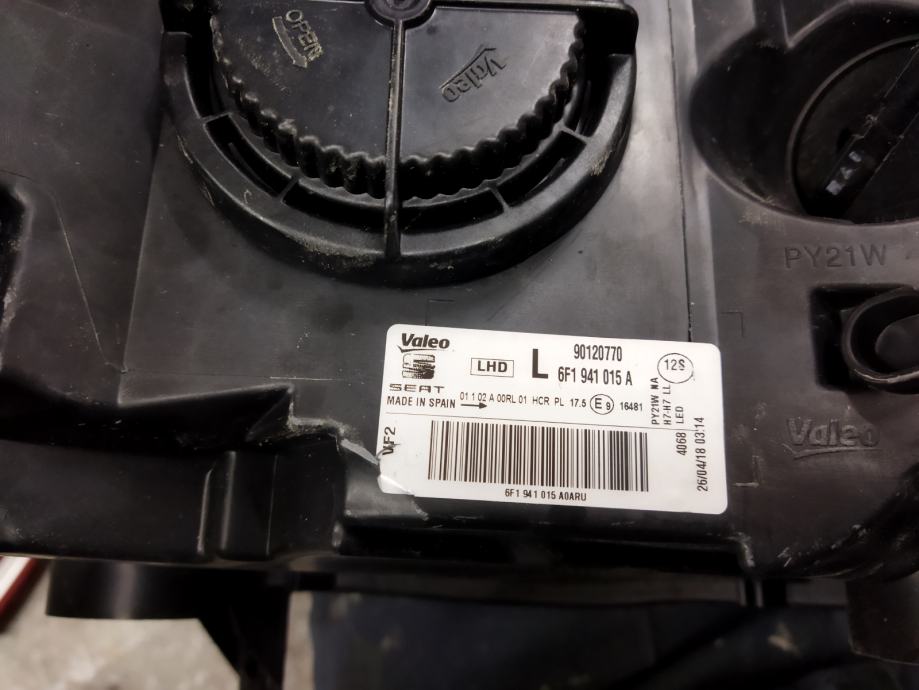 OPEN
Valeo
PY21W
Valeo
SEAT
LHD
L
90120770
6F1 941 015 A
12S
MADE IN SPAIN
01 1 02 A 00RL 01 HCR PL 17.5 E9 16481
PY21W NA
H7-H7 LL
LED
VF2
4068
26/04/18 03:14
6F1 941 015 A0ARU
Valeo